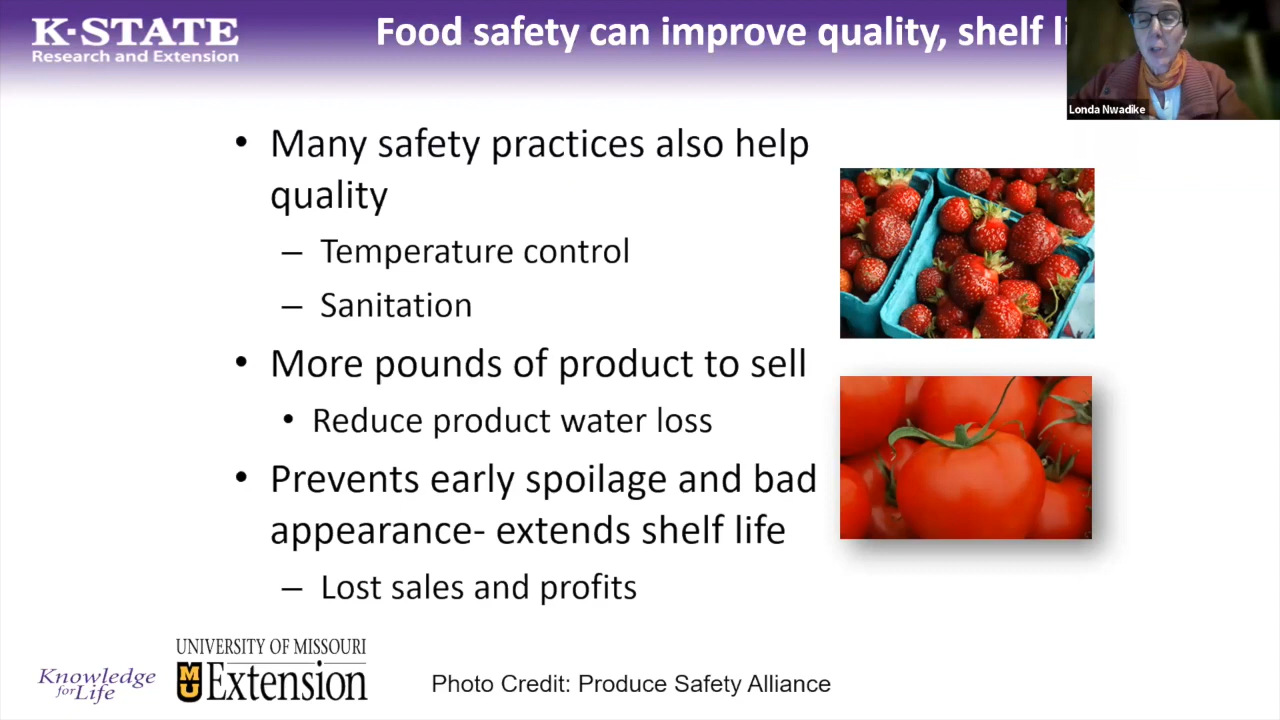 K-STATE
Research and Extension
Food safety can improve quality, shelf
Londa Nwadike
• Many safety practices also help
quality
– Temperature control
– Sanitation
• More pounds of product to sell
• Reduce product water loss
• Prevents early spoilage and bad
appearance- extends shelf life
– Lost sales and profits
Knowledge
for Life
UNIVERSITY OF MISSOURI
MU Extension
Photo Credit: Produce Safety Alliance